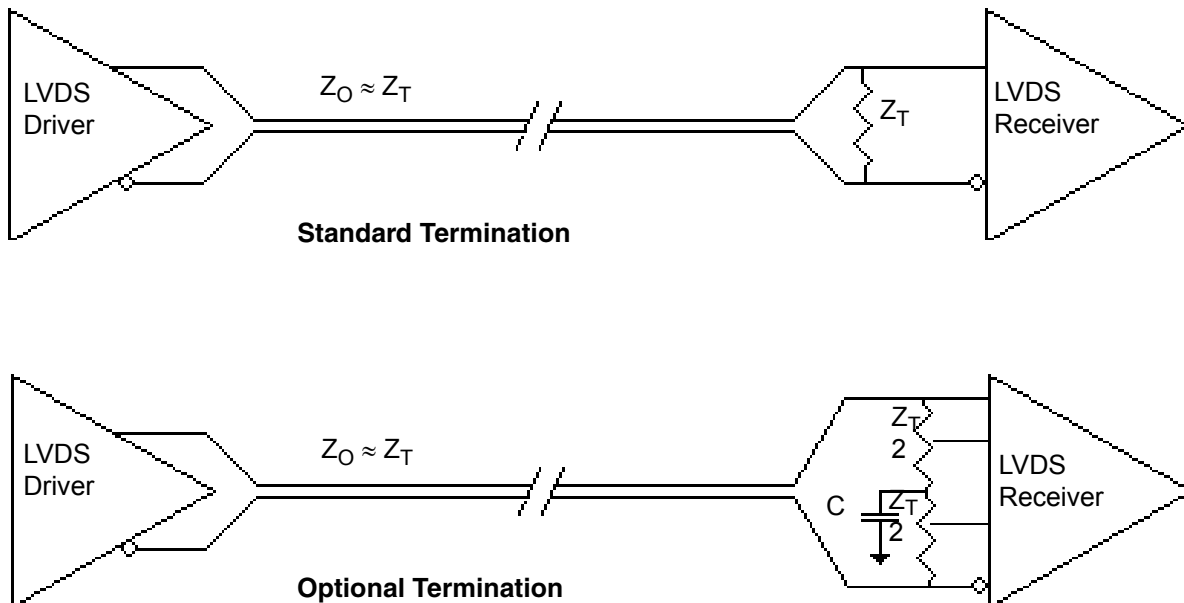 LVDS
Driver
Z_O ≈ Z_T
Z_T
LVDS
Receiver
Standard Termination
LVDS
Driver
Z_O ≈ Z_T
Z_T
2
C
Z_T
2
LVDS
Receiver
Optional Termination